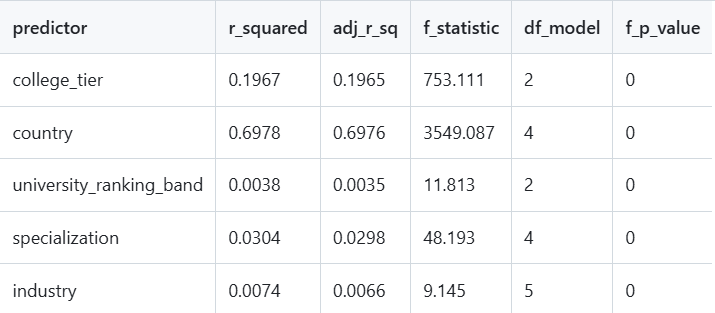 predictor r_squared adj_r_sq f_statistic df_model f_p_value
college_tier 0.1967 0.1965 753.111 2 0
country 0.6978 0.6976 3549.087 4 0
university_ranking_band 0.0038 0.0035 11.813 2 0
specialization 0.0304 0.0298 48.193 4 0
industry 0.0074 0.0066 9.145 5 0